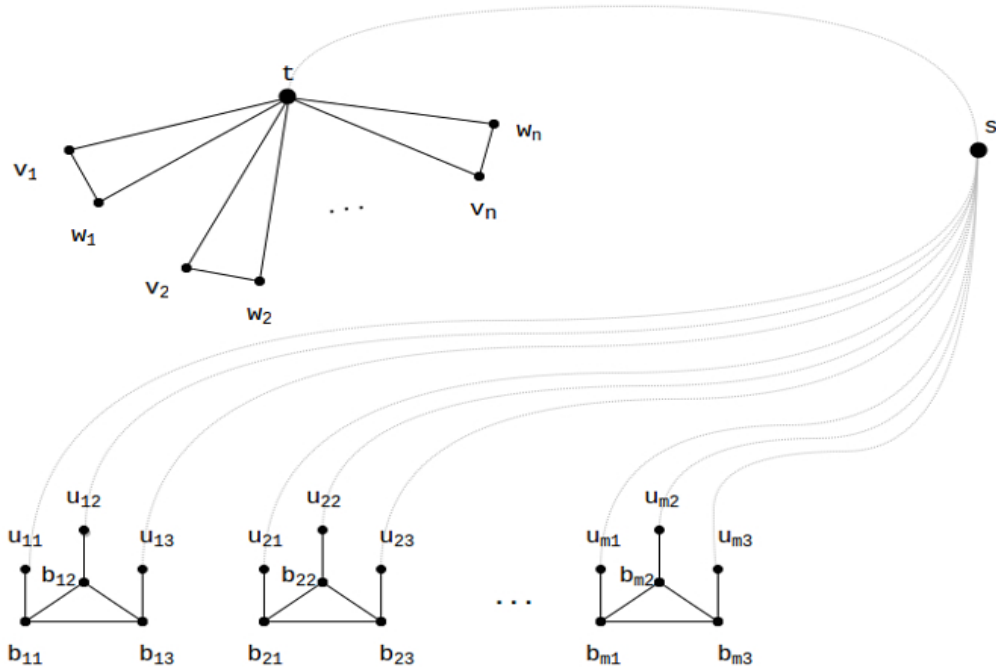 t
s
wₙ
v₁
vₙ
...
w₁
v₂
w₂
u₁₂ u₂₂ uₘ₂
u₁₁ u₁₃ u₂₁ u₂₃ uₘ₁ uₘ₃
b₁₂ b₂₂ bₘ₂
...
b₁₁ b₁₃ b₂₁ b₂₃ bₘ₁ bₘ₃